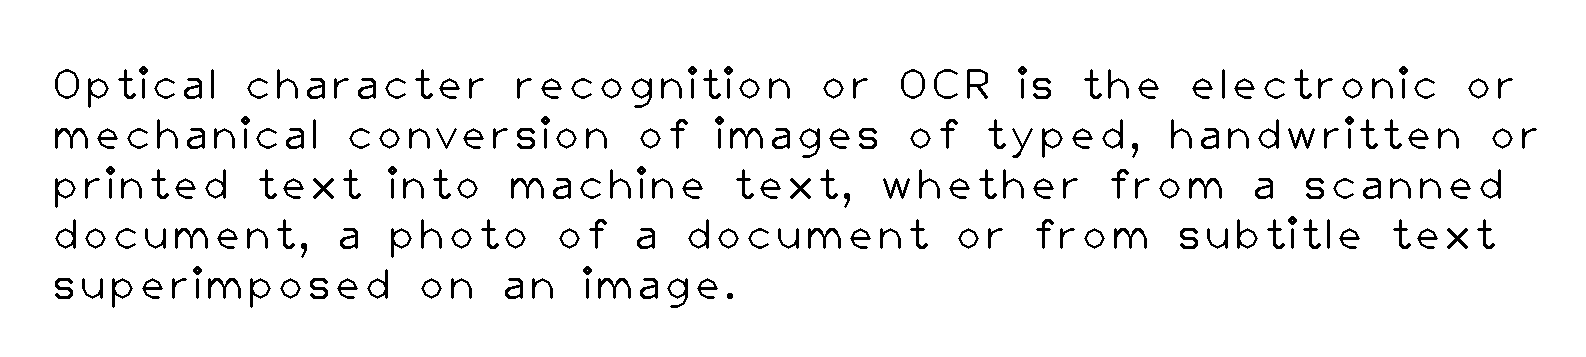 Optical character recognition or OCR is the electronic or
mechanical conversion of images of typed, handwritten or
printed text into machine text, whether from a scanned
document, a photo of a document or from subtitle text
superimposed on an image.